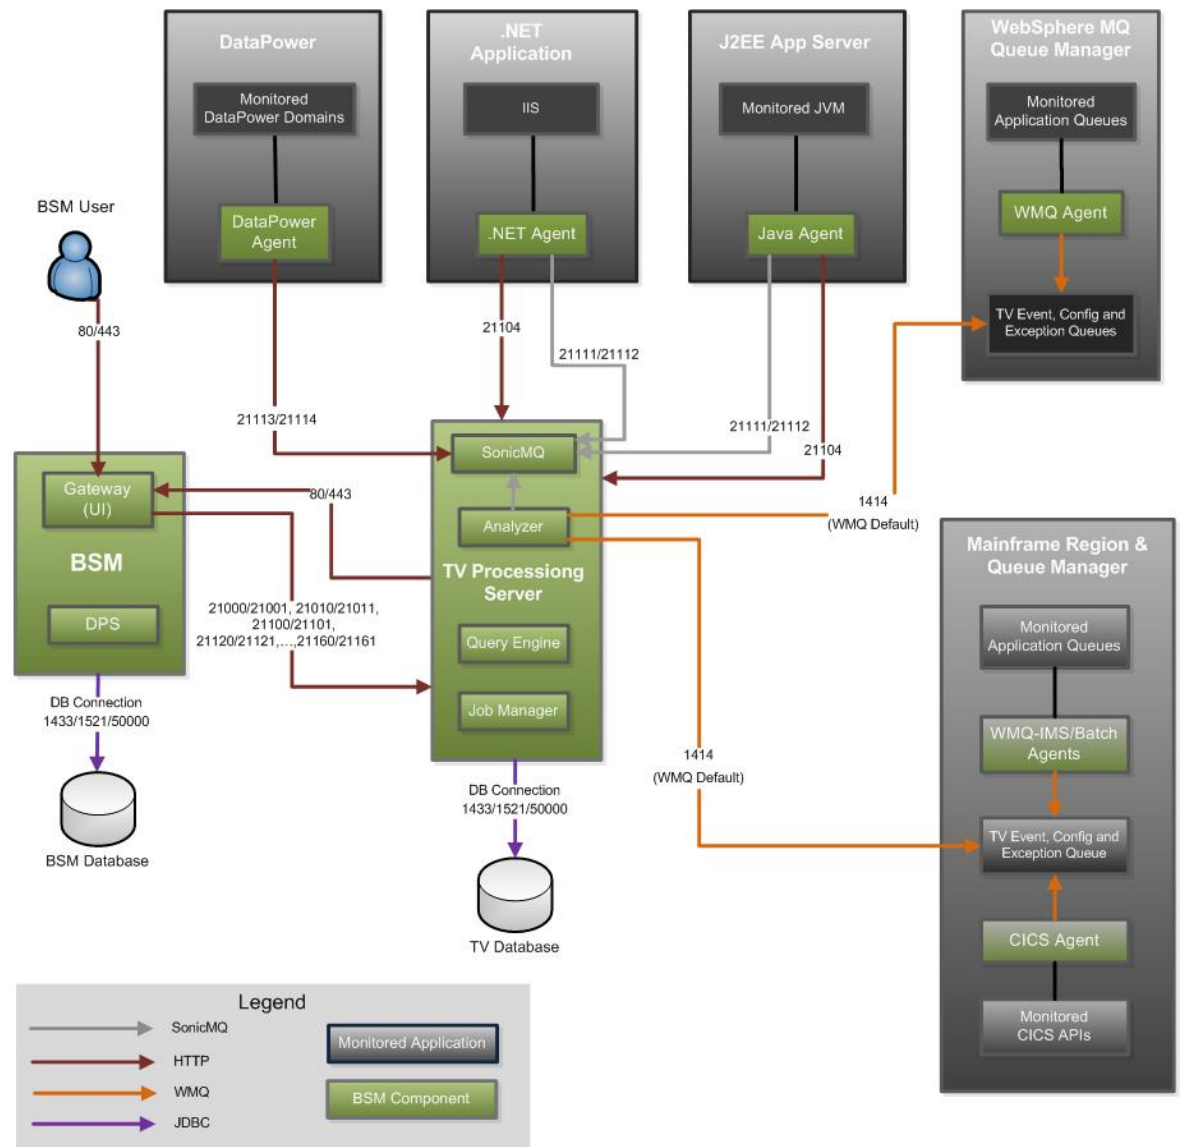 DataPower
Monitored
DataPower Domains
DataPower
Agent
.NET
Application
IIS
.NET Agent
J2EE App Server
Monitored JVM
Java Agent
WebSphere MQ
Queue Manager
Monitored
Application Queues
WMQ Agent
TV Event, Config and
Exception Queues
BSM User
80/443
21113/21114
21104
21111/21112
21111/21112
21104
1414
(WMQ Default)
Gateway
(UI)
BSM
DPS
80/443
21000/21001, 21010/21011,
21100/21101,
21120/21121,...,21160/21161
SonicMQ
Analyzer
TV Processiong
Server
Query Engine
Job Manager
1414
(WMQ Default)
DB Connection
1433/1521/50000
BSM Database
DB Connection
1433/1521/50000
TV Database
Mainframe Region &
Queue Manager
Monitored
Application Queues
WMQ-IMS/Batch
Agents
TV Event, Config and
Exception Queue
CICS Agent
Monitored
CICS APIs
Legend
SonicMQ
HTTP
WMQ
JDBC
Monitored Application
BSM Component